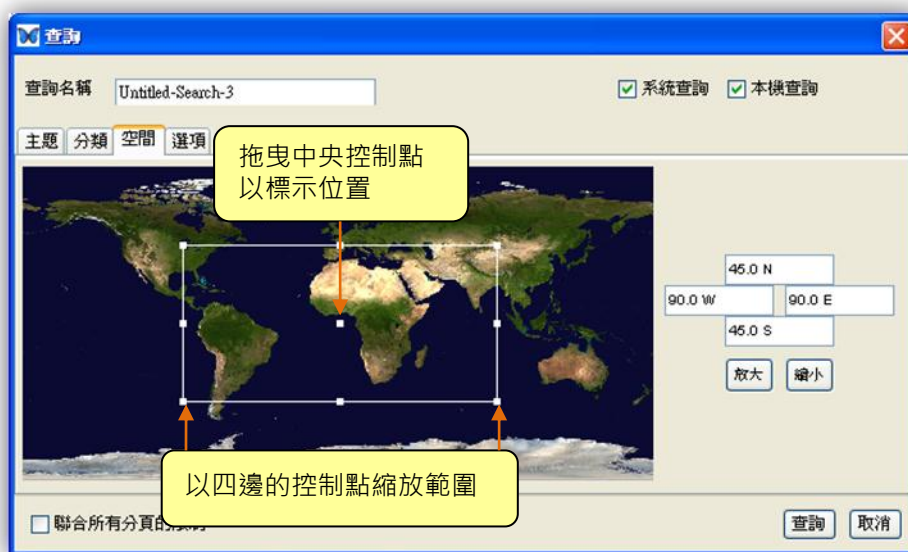 查詢
查詢名稱 Untitled-Search-3 系統查詢 本機查詢
主題 分類 空間 選項
拖曳中央控制點
以標示位置
45.0 N
90.0 W 90.0 E
45.0 S
放大 縮小
以四邊的控制點縮放範圍
聯合所有分頁的
查詢 取消